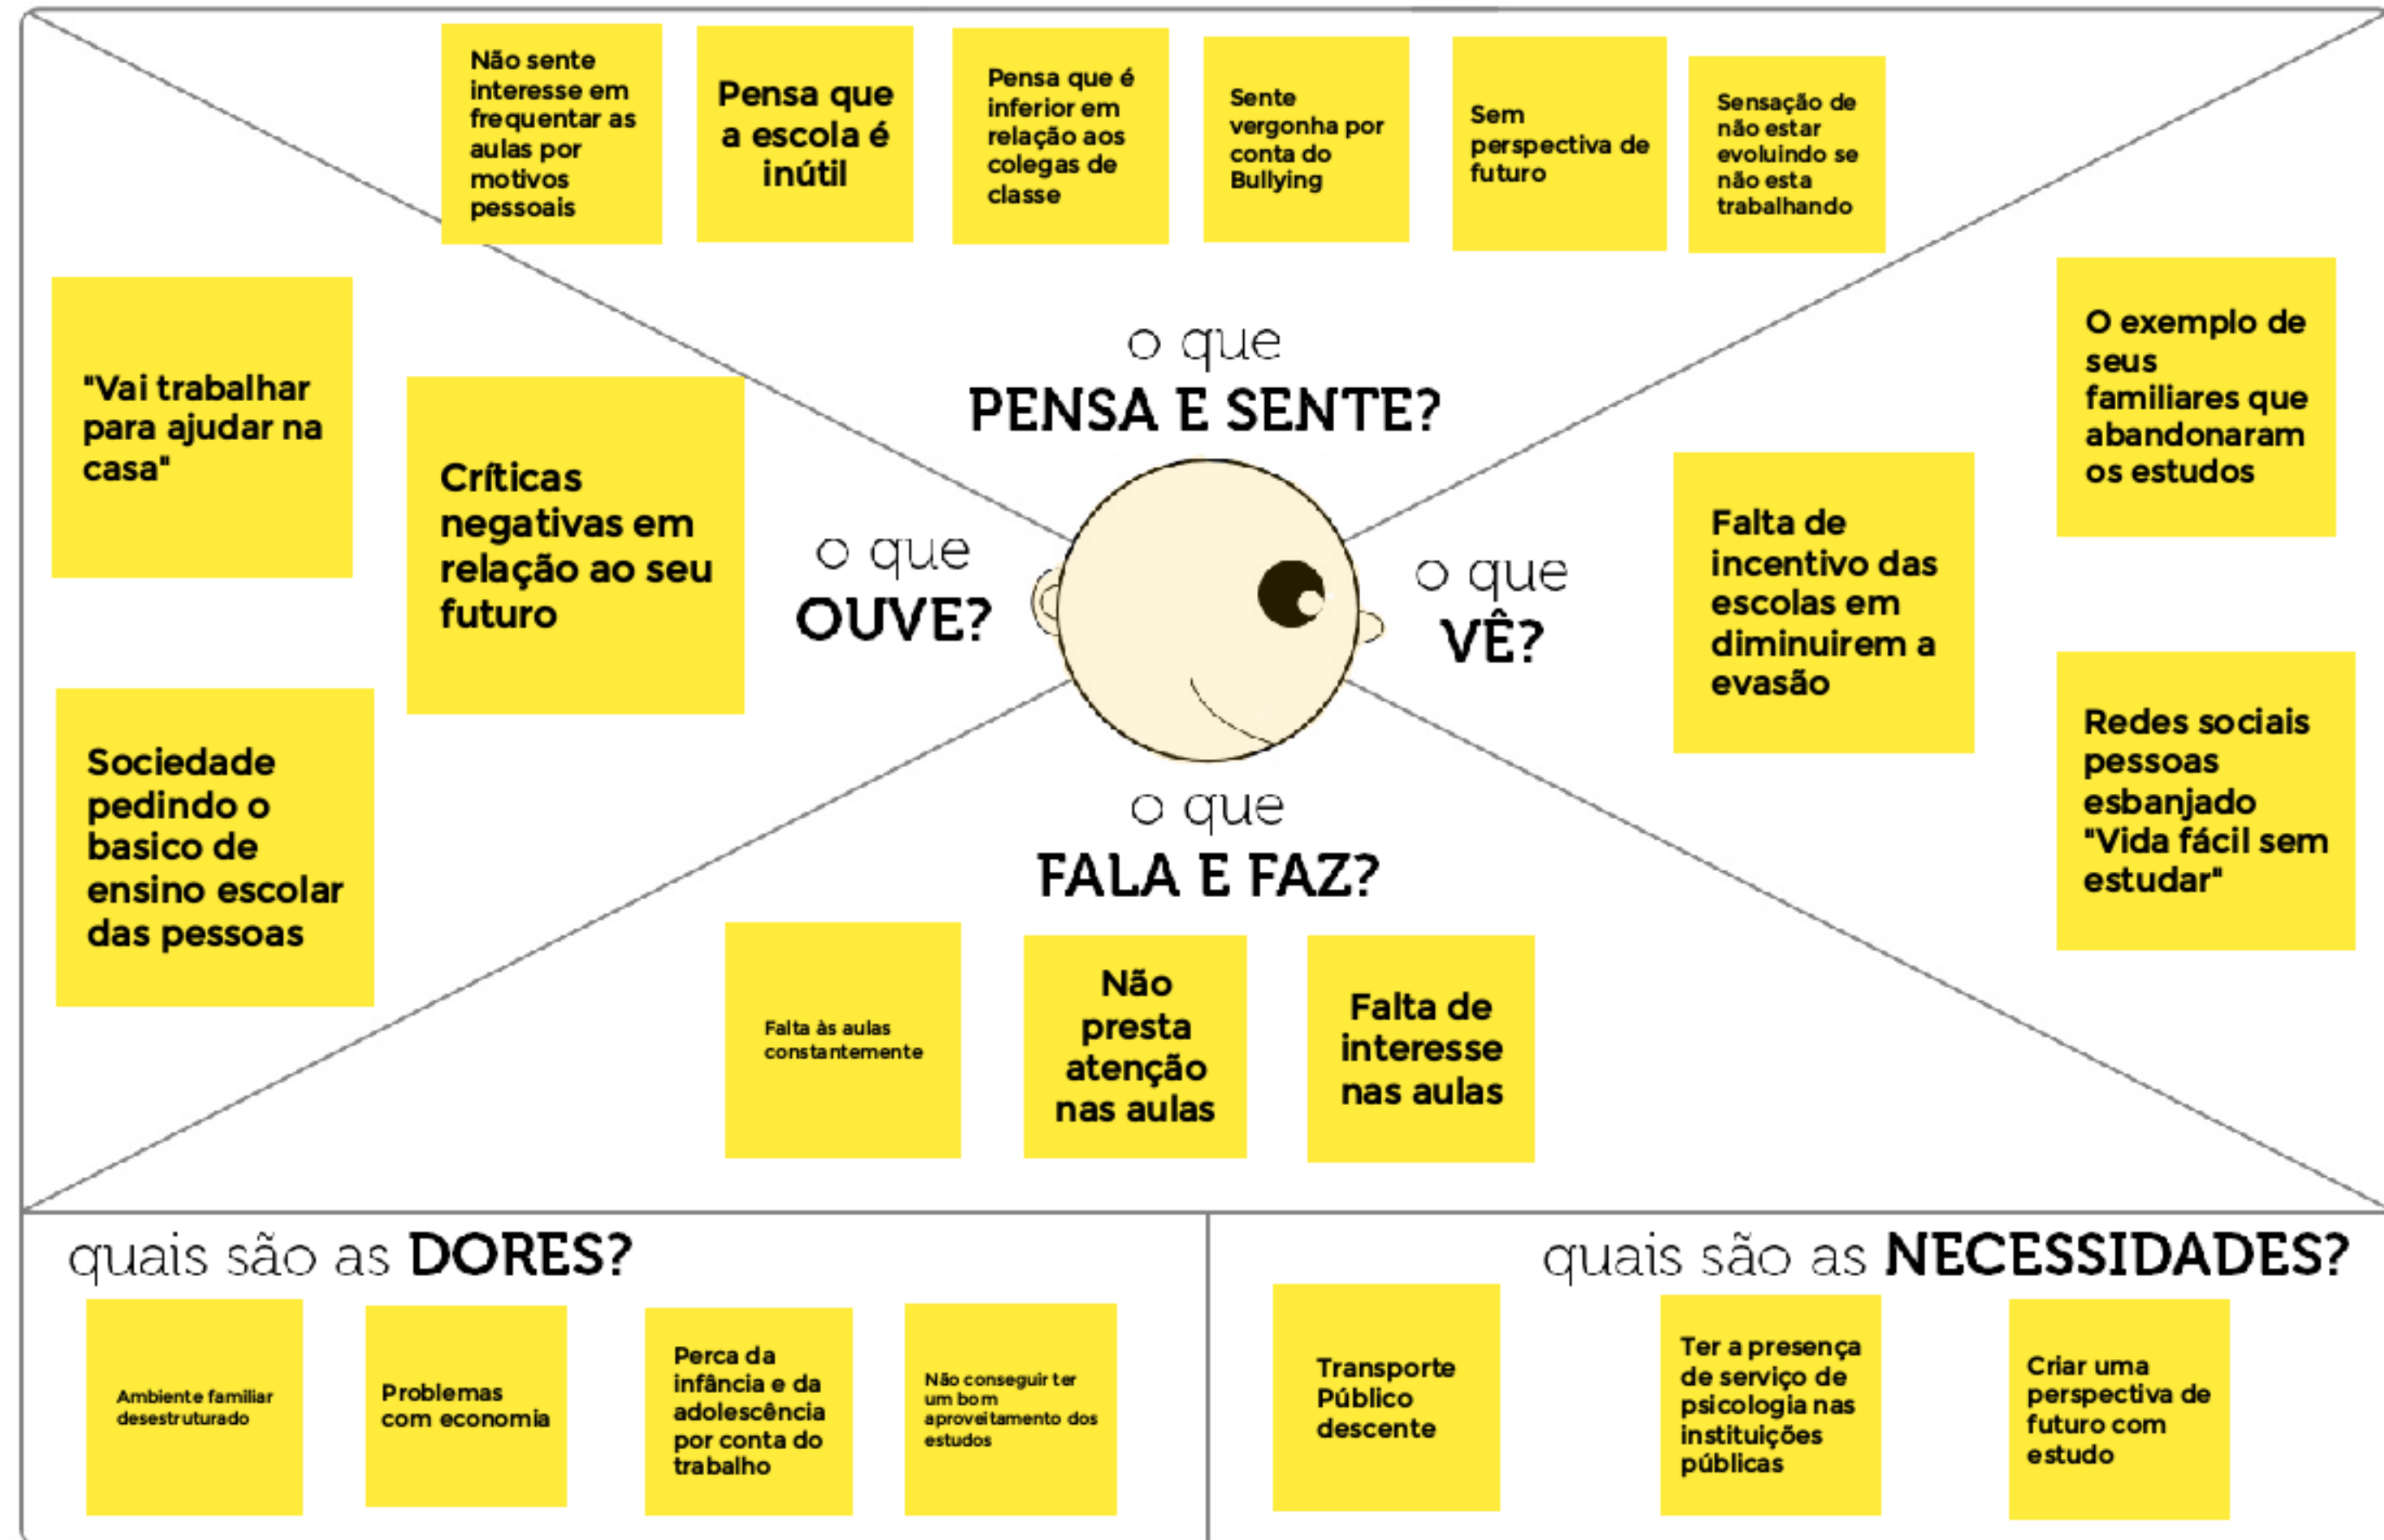 Não sente
interesse em
frequentar as
aulas por
motivos
pessoais
Pensa que
a escola é
inútil
Pensa que é
inferior em
relação aos
colegas de
classe
Sente
vergonha por
conta do
Bullying
Sem
perspectiva de
futuro
Sensação de
não estar
evoluindo se
não esta
trabalhando
o que
PENSA E SENTE?
"Vai trabalhar
para ajudar na
casa"
Críticas
negativas em
relação ao seu
futuro
Sociedade
pedindo o
basico de
ensino escolar
das pessoas
o que
OUVE?
o que
VÊ?
O exemplo de
seus
familiares que
abandonaram
os estudos
Falta de
incentivo das
escolas em
diminuirem a
evasão
Redes sociais
pessoas
esbanjado
"Vida fácil sem
estudar"
o que
FALA E FAZ?
Falta às aulas
constantemente
Não
presta
atenção
nas aulas
Falta de
interesse
nas aulas
quais são as DORES?
Ambiente familiar
desestruturado
Problemas
com economia
Perca da
infância e da
adolescência
por conta do
trabalho
Não conseguir ter
um bom
aproveitamento dos
estudos
quais são as NECESSIDADES?
Transporte
Público
descente
Ter a presença
de serviço de
psicologia nas
instituições
públicas
Criar uma
perspectiva de
futuro com
estudo